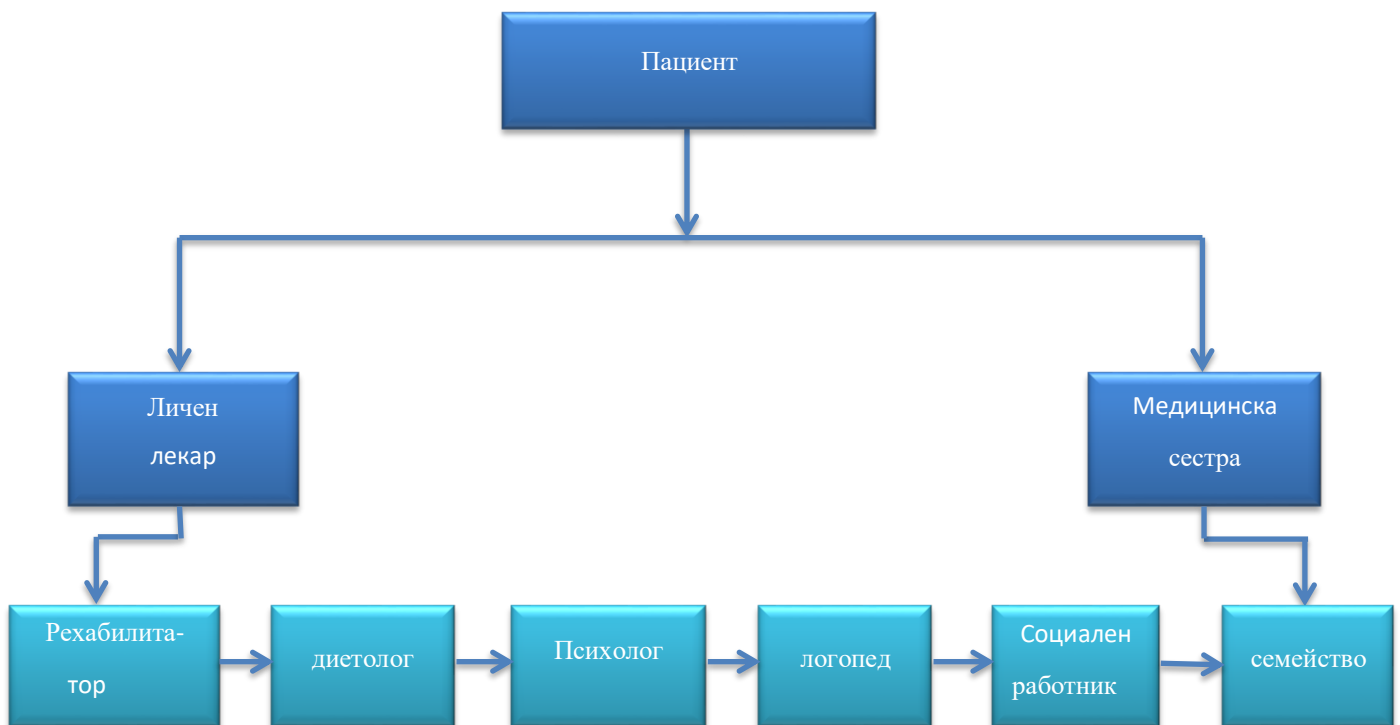 Пациент
Личен
лекар
Медицинска
сестра
Рехабилита-
тор
диетолог
Психолог
логопед
Социален
работник
семейство